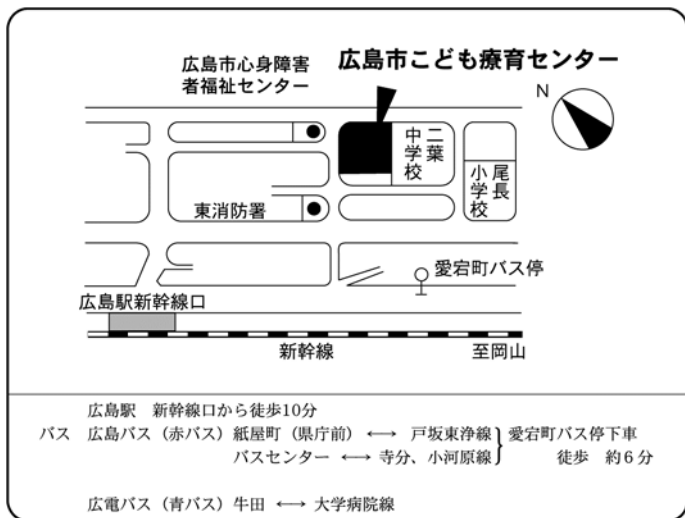 広島市心身障害
者福祉センター
広島市こども療育センター
N
二葉
中学校
尾長
小学校
東消防署
愛宕町バス停
広島駅新幹線口
新幹線
至岡山
広島駅 新幹線口から徒歩10分
バス 広島バス(赤バス)紙屋町(県庁前) ←→ 戸坂東浄線 愛宕町バス停下車
バスセンター ←→ 寺分、小河原線 徒歩 約6分
広電バス(青バス)牛田 ←→ 大学病院線